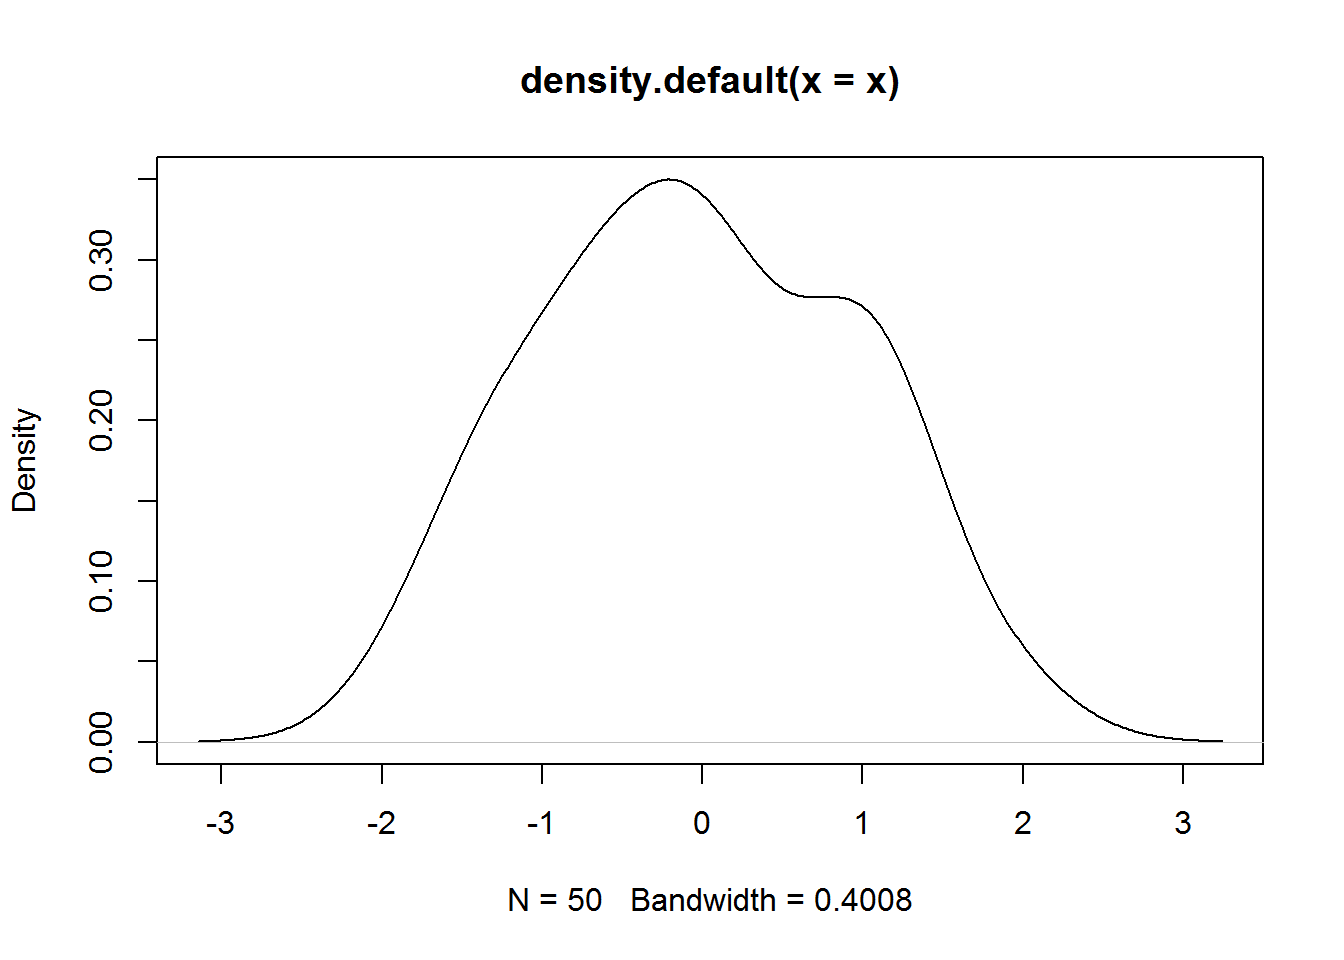 density.default(x = x)
Density
0.30
0.20
0.10
0.00
-3 -2 -1 0 1 2 3
N = 50 Bandwidth = 0.4008